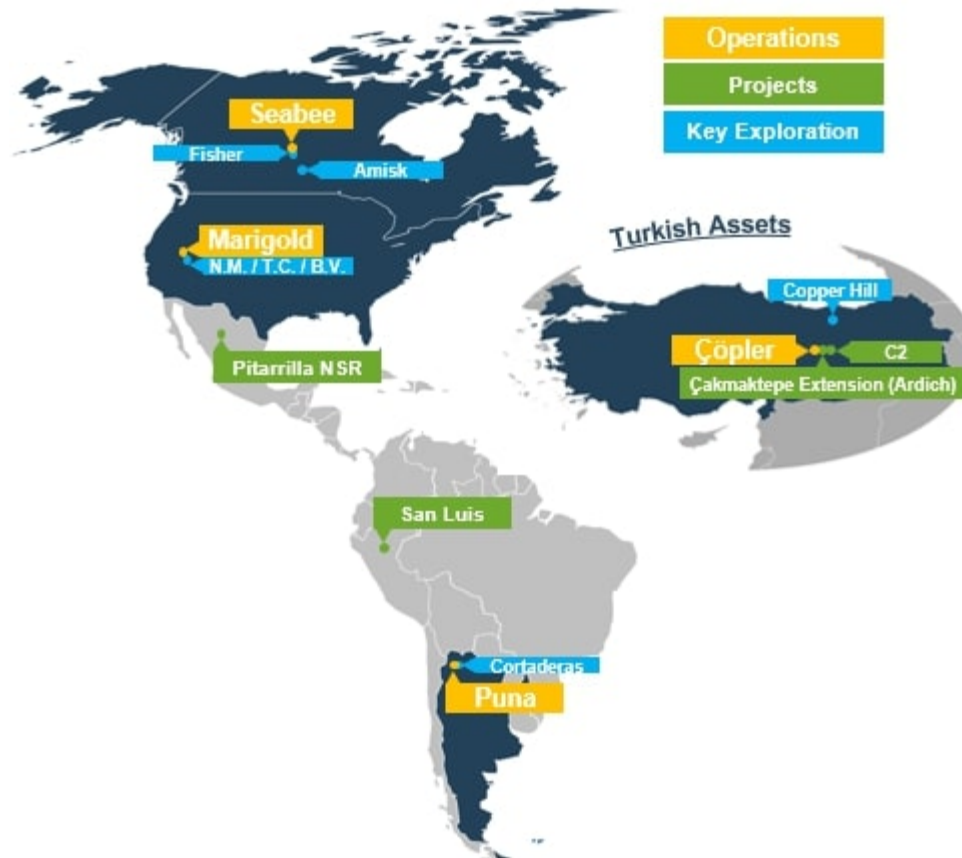 Operations
Projects
Key Exploration
Seabee
Fisher
Amisk
Marigold
N.M. / T.C. / B.V.
Pitarrilla NSR
Turkish Assets
Copper Hill
Çöpler
C2
Çakmaktepe Extension (Ardich)
San Luis
Cortaderas
Puna